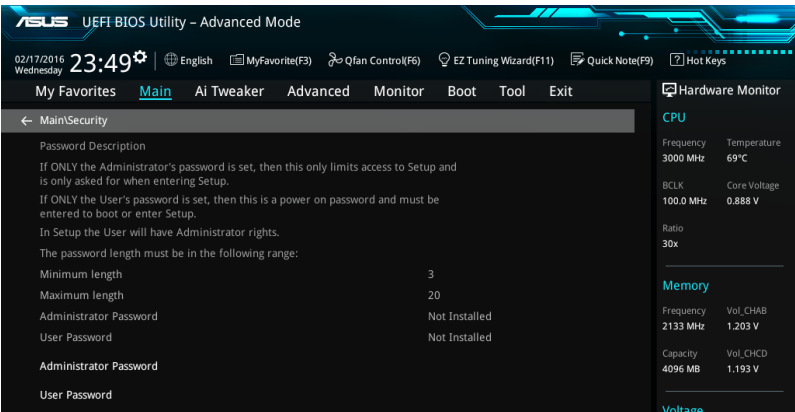 ASUS UEFI BIOS Utility – Advanced Mode
02/17/2016
Wednesday 23:49 English MyFavorite(F3) Qfan Control(F6) EZ Tuning Wizard(F11) Quick Note(F9) ? Hot Keys
My Favorites Main Ai Tweaker Advanced Monitor Boot Tool Exit
← Main\Security
Password Description
If ONLY the Administrator's password is set, then this only limits access to Setup and
is only asked for when entering Setup.
If ONLY the User's password is set, then this is a power on password and must be
entered to boot or enter Setup.
In Setup the User will have Administrator rights.
The password length must be in the following range:
Minimum length 3
Maximum length 20
Administrator Password Not Installed
User Password Not Installed
Administrator Password
User Password
Hardware Monitor
CPU
Frequency Temperature
3000 MHz 69°C
BCLK Core Voltage
100.0 MHz 0.888 V
Ratio
30x
Memory
Frequency Vol_CHAB
2133 MHz 1.203 V
Capacity Vol_CHCD
4096 MB 1.193 V
Voltage